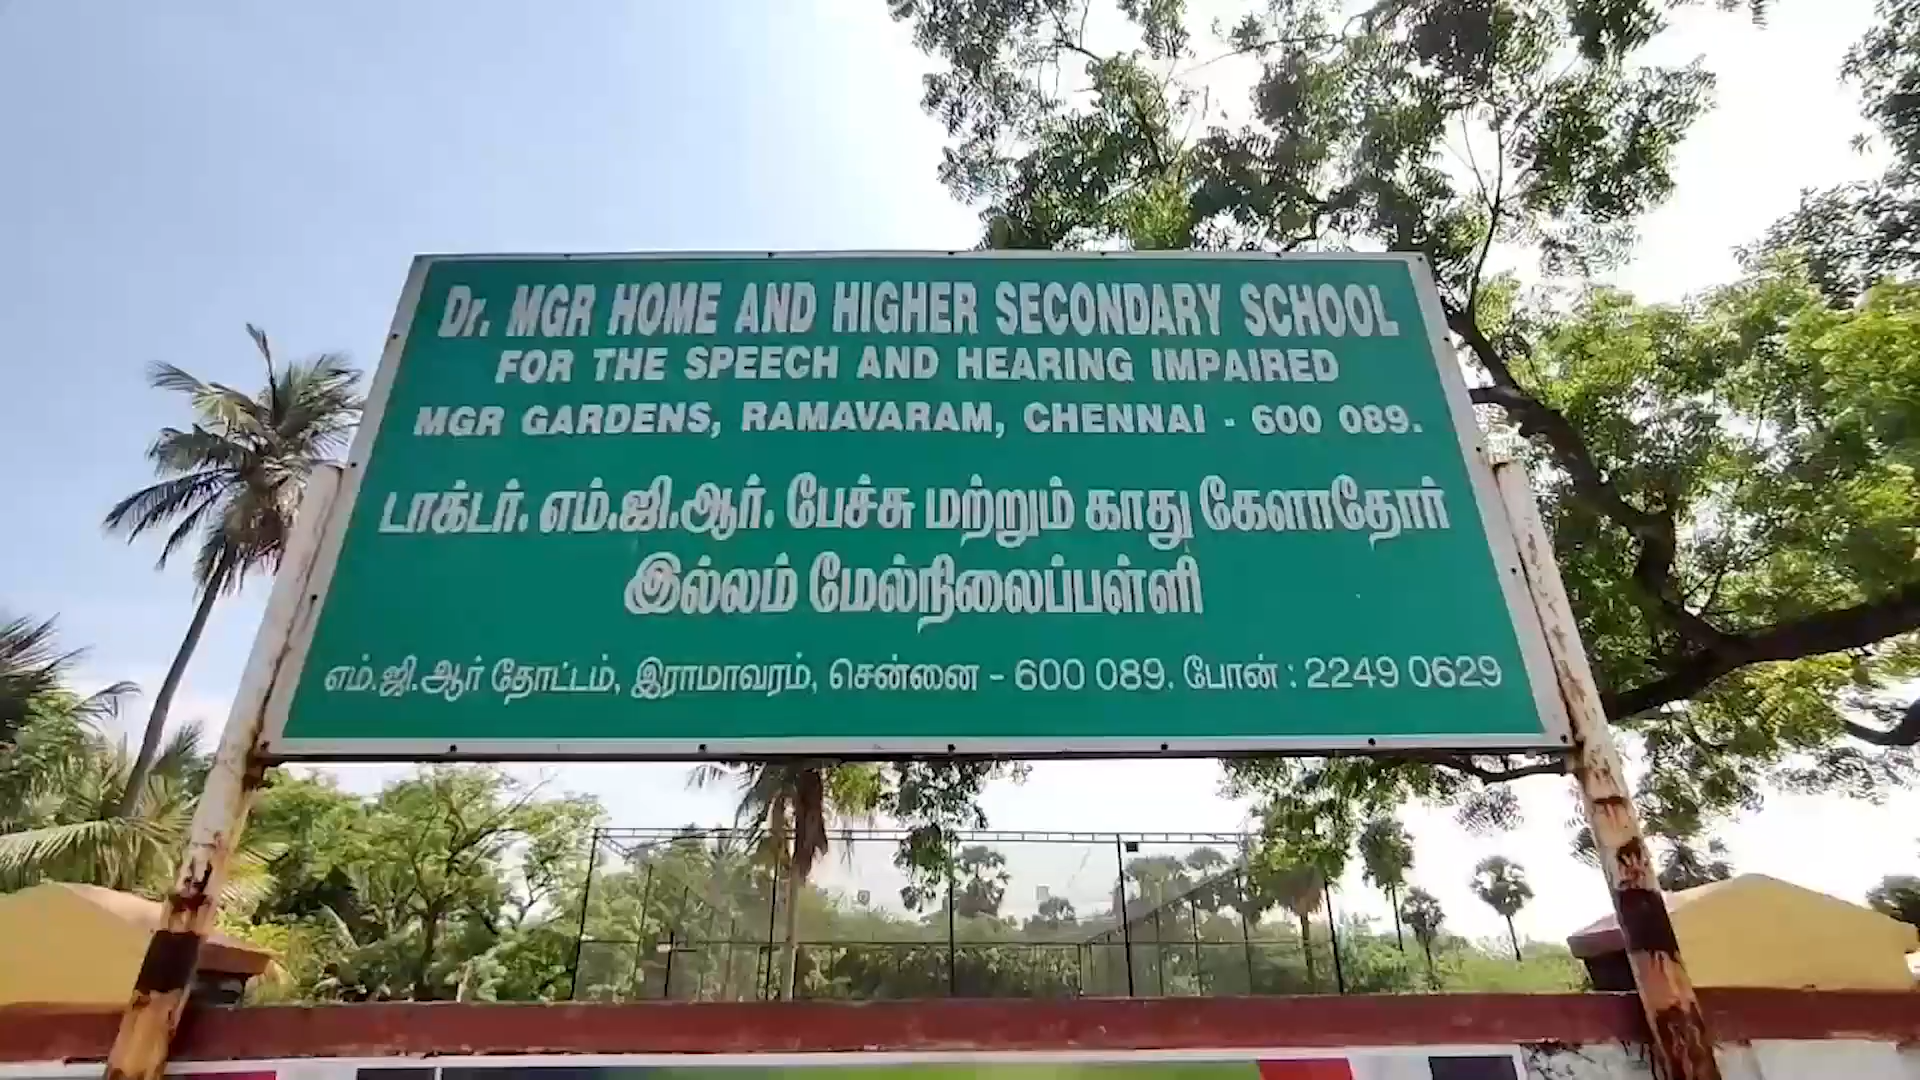 Dr. MGR HOME AND HIGHER SECONDARY SCHOOL
FOR THE SPEECH AND HEARING IMPAIRED
MGR GARDENS, RAMAVARAM, CHENNAI - 600 089.
டாக்டர். எம்.ஜி.ஆர். பேச்சு மற்றும் காது கேளாதோர்
இல்லம் மேல்நிலைப்பள்ளி
எம்.ஜி.ஆர் தோட்டம், இராமாவரம், சென்னை - 600 089. போன் : 2249 0629